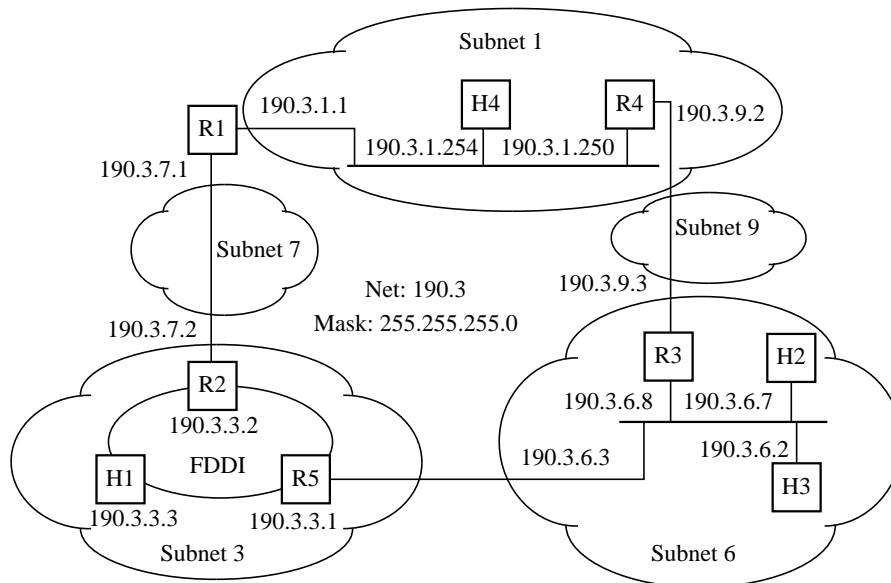 Subnet 1
190.3.1.1
H4
R4
190.3.9.2
R1
190.3.1.254
190.3.1.250
190.3.7.1
Subnet 7
Subnet 9
190.3.9.3
Net: 190.3
Mask: 255.255.255.0
190.3.7.2
R2
R3
H2
190.3.3.2
190.3.6.8
190.3.6.7
H1
FDDI
R5
190.3.6.3
190.3.6.2
H3
190.3.3.3
190.3.3.1
Subnet 3
Subnet 6